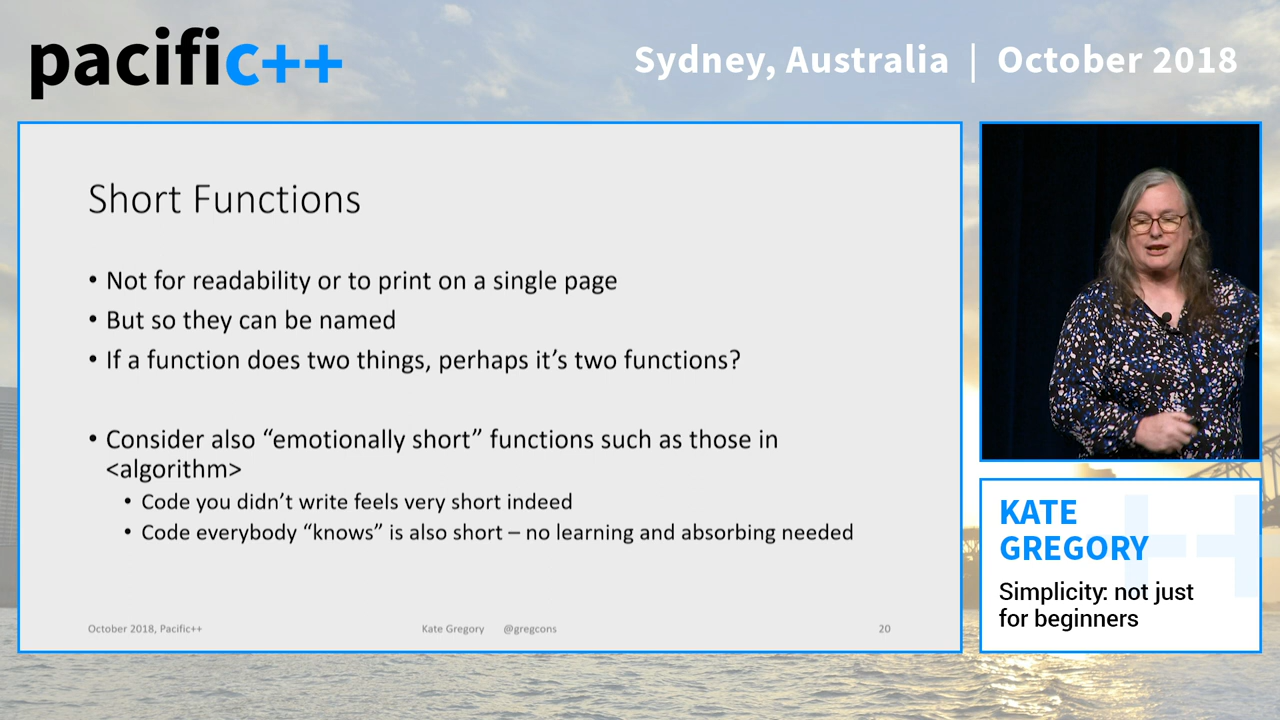 pacific++
Sydney, Australia | October 2018
Short Functions
• Not for readability or to print on a single page
• But so they can be named
• If a function does two things, perhaps it’s two functions?
• Consider also “emotionally short” functions such as those in
<algorithm>
• Code you didn’t write feels very short indeed
• Code everybody “knows” is also short – no learning and absorbing needed
October 2018, Pacific++
Kate Gregory @gregcons
20
KATE
GREGORY
Simplicity: not just
for beginners